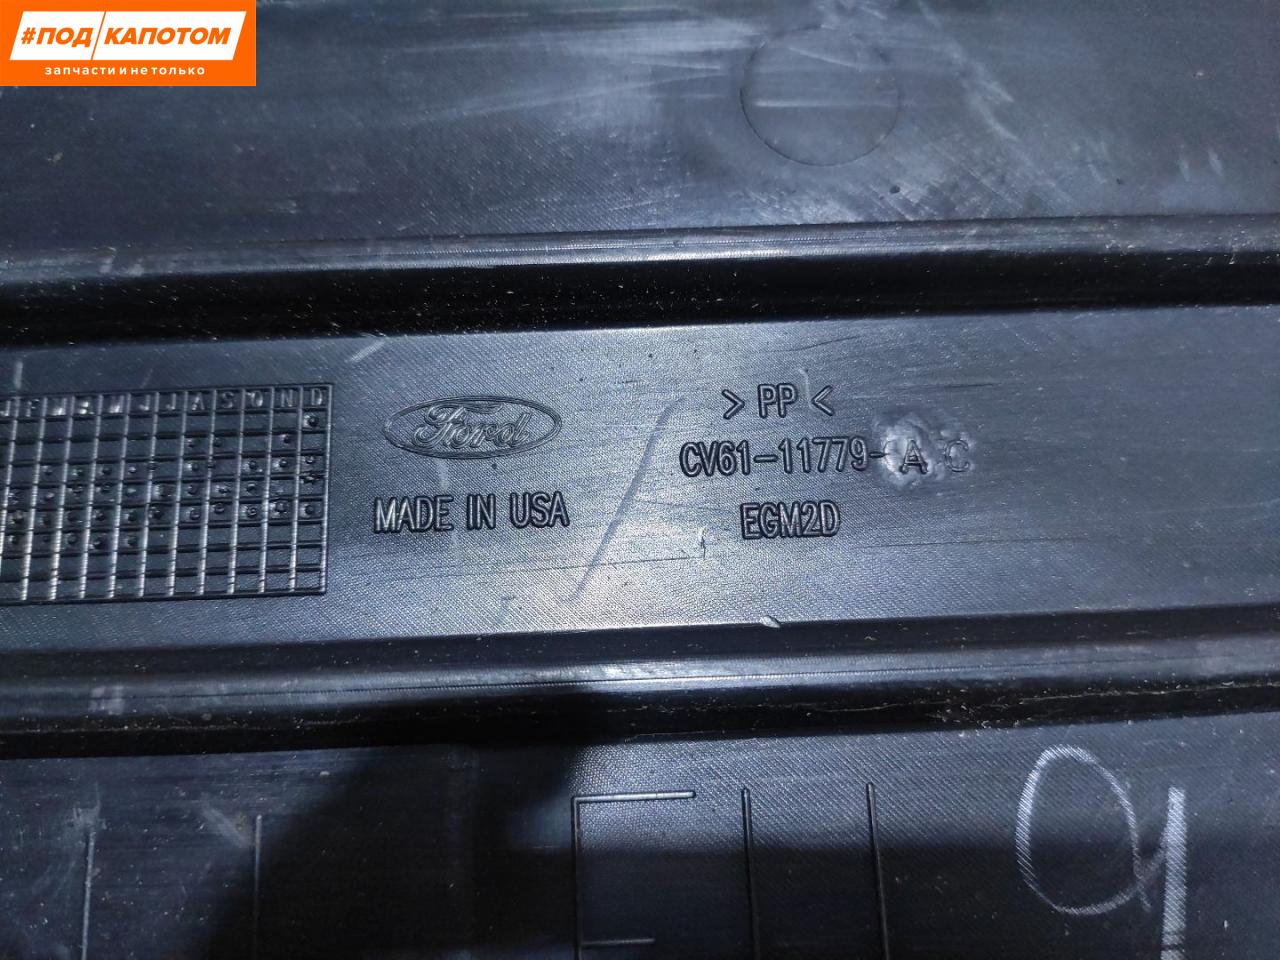 #ПОД/КАПОТОМ
запчасти и не только
J F M A M J J A S O N D
Ford
MADE IN USA
> PP <
CV61-11779-AC
EGM2D